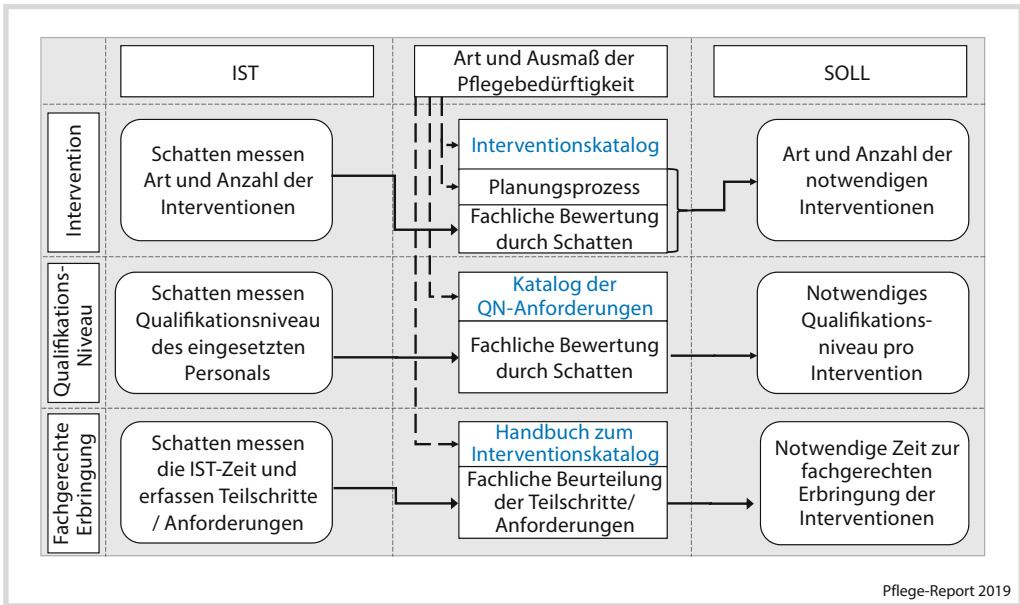 IST
Art und Ausmaß der
Pflegebedürftigkeit
SOLL
Intervention
Schatten messen
Art und Anzahl der
Interventionen
Interventionskatalog
Planungsprozess
Fachliche Bewertung
durch Schatten
Art und Anzahl der
notwendigen
Interventionen
Qualifikations-
Niveau
Schatten messen
Qualifikationsniveau
des eingesetzten
Personals
Katalog der
QN-Anforderungen
Fachliche Bewertung
durch Schatten
Notwendiges
Qualifikations-
niveau pro
Intervention
Fachgerechte
Erbringung
Schatten messen
die IST-Zeit und
erfassen Teilschritte
/ Anforderungen
Handbuch zum
Interventionskatalog
Fachliche Beurteilung
der Teilschritte/
Anforderungen
Notwendige Zeit zur
fachgerechten
Erbringung der
Interventionen
Pflege-Report 2019